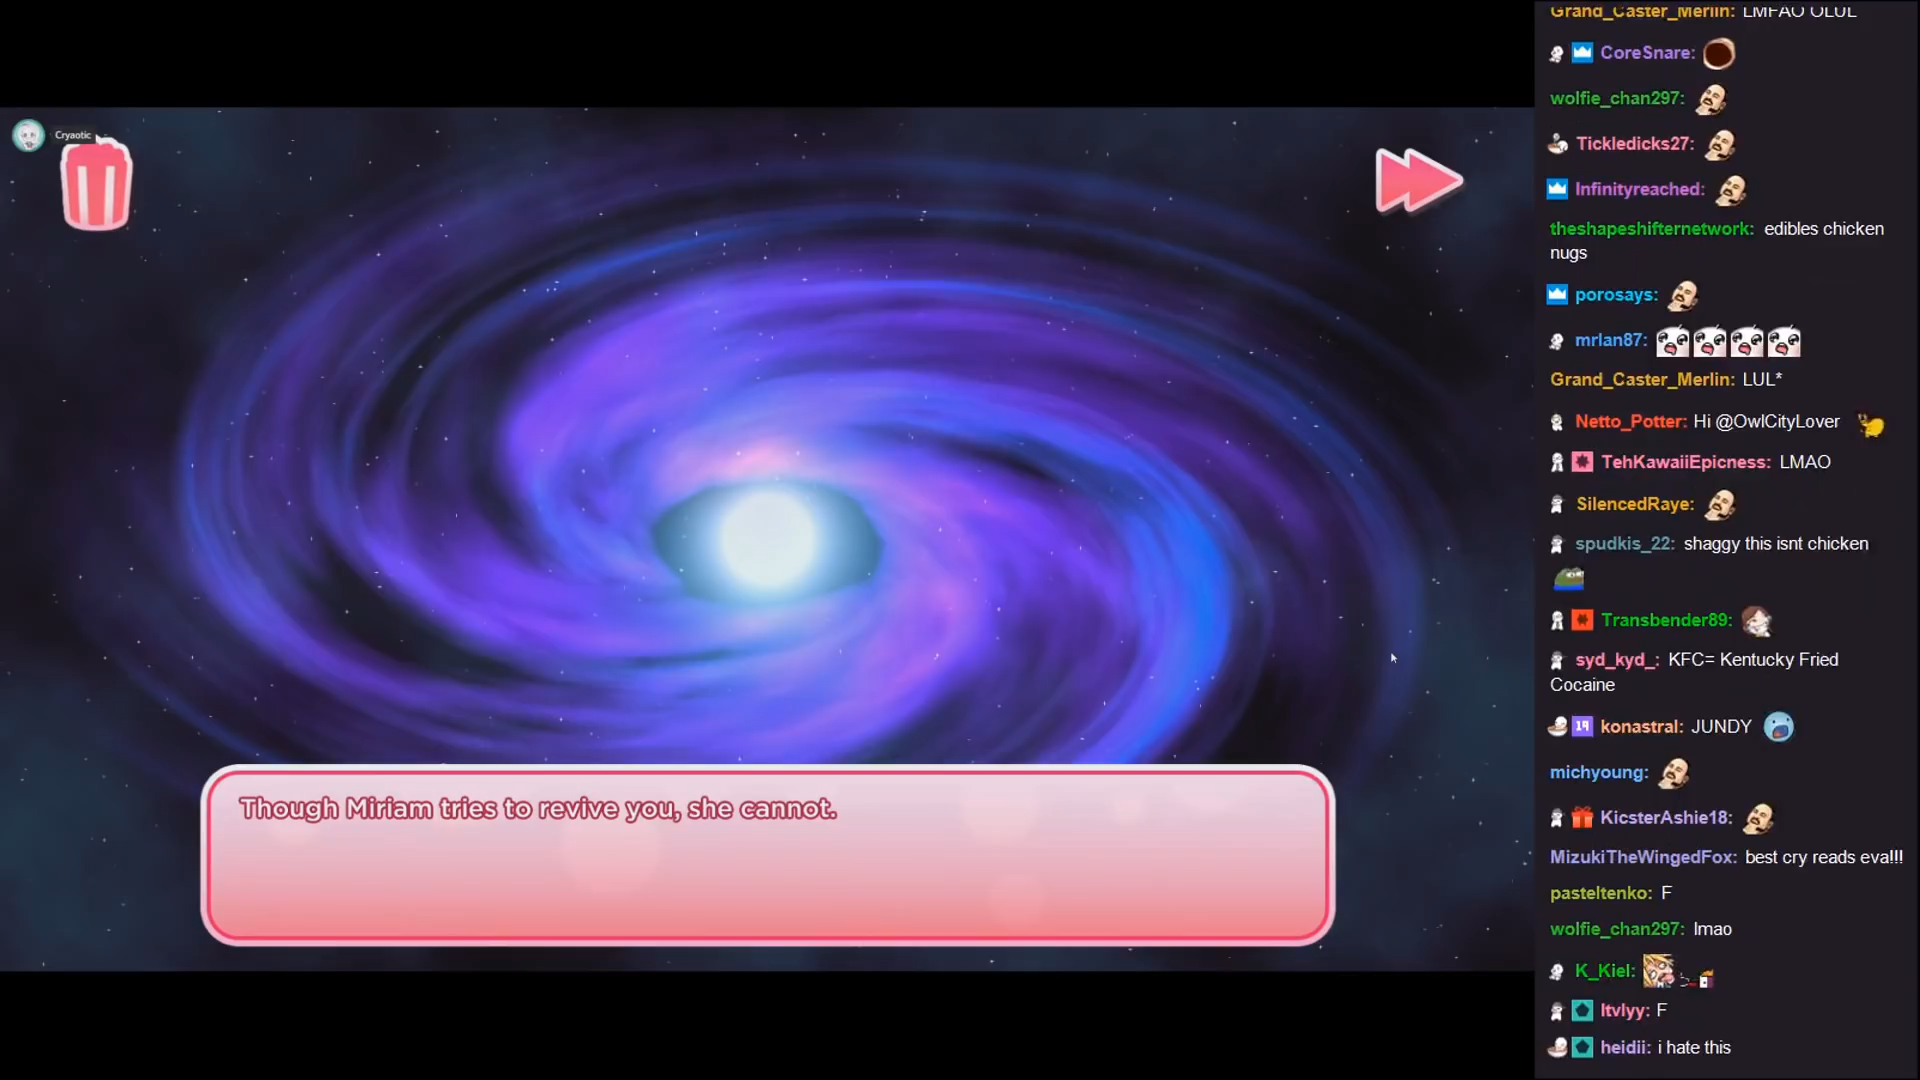 Cryaotic
Though Miriam tries to revive you, she cannot.
Grand_Caster_Merlin: LMFAO OLUL
CoreSnare:
wolfie_chan297:
Tickledicks27:
Infinityreached:
theshapeshifternetwork: edibles chicken
nugs
porosays:
mrlan87:
Grand_Caster_Merlin: LUL*
Netto_Potter: Hi @OwlCityLover
TehKawaiiEpicness: LMAO
SilencedRaye:
spudkis_22: shaggy this isnt chicken
Transbender89:
syd_kyd_: KFC= Kentucky Fried
Cocaine
19 konastral: JUNDY
michyoung:
KicsterAshie18:
MizukiTheWingedFox: best cry reads eva!!!
pasteltenko: F
wolfie_chan297: lmao
K_Kiel:
ltvlyy: F
heidii: i hate this